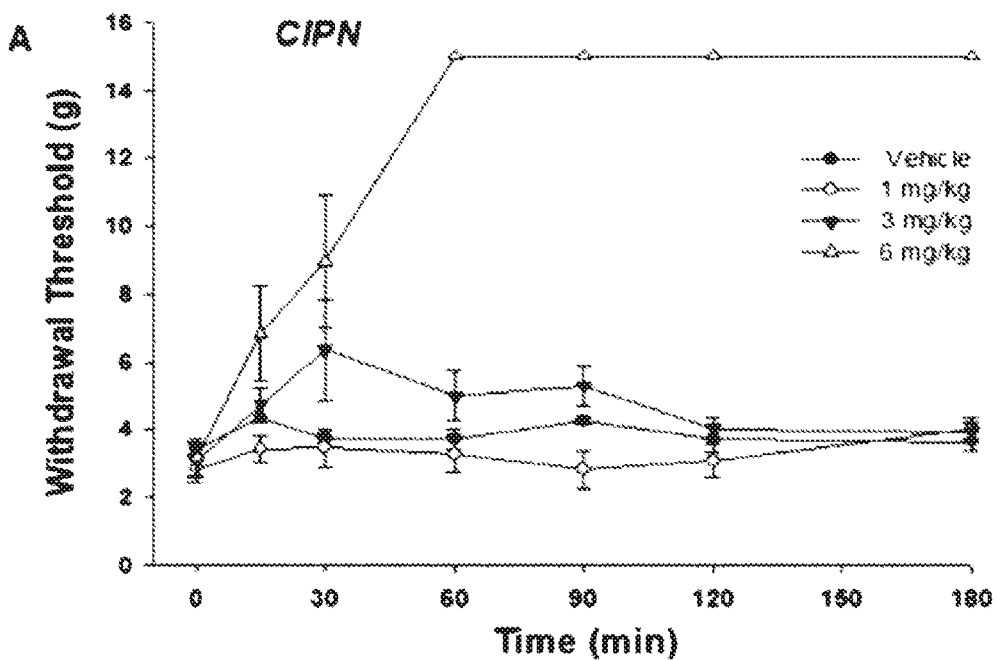 A
CIPN
Withdrawal Threshold (g)
16
14
12
10
8
6
4
2
0
Vehicle
1 mg/kg
3 mg/kg
6 mg/kg
0 30 60 90 120 150 180
Time (min)